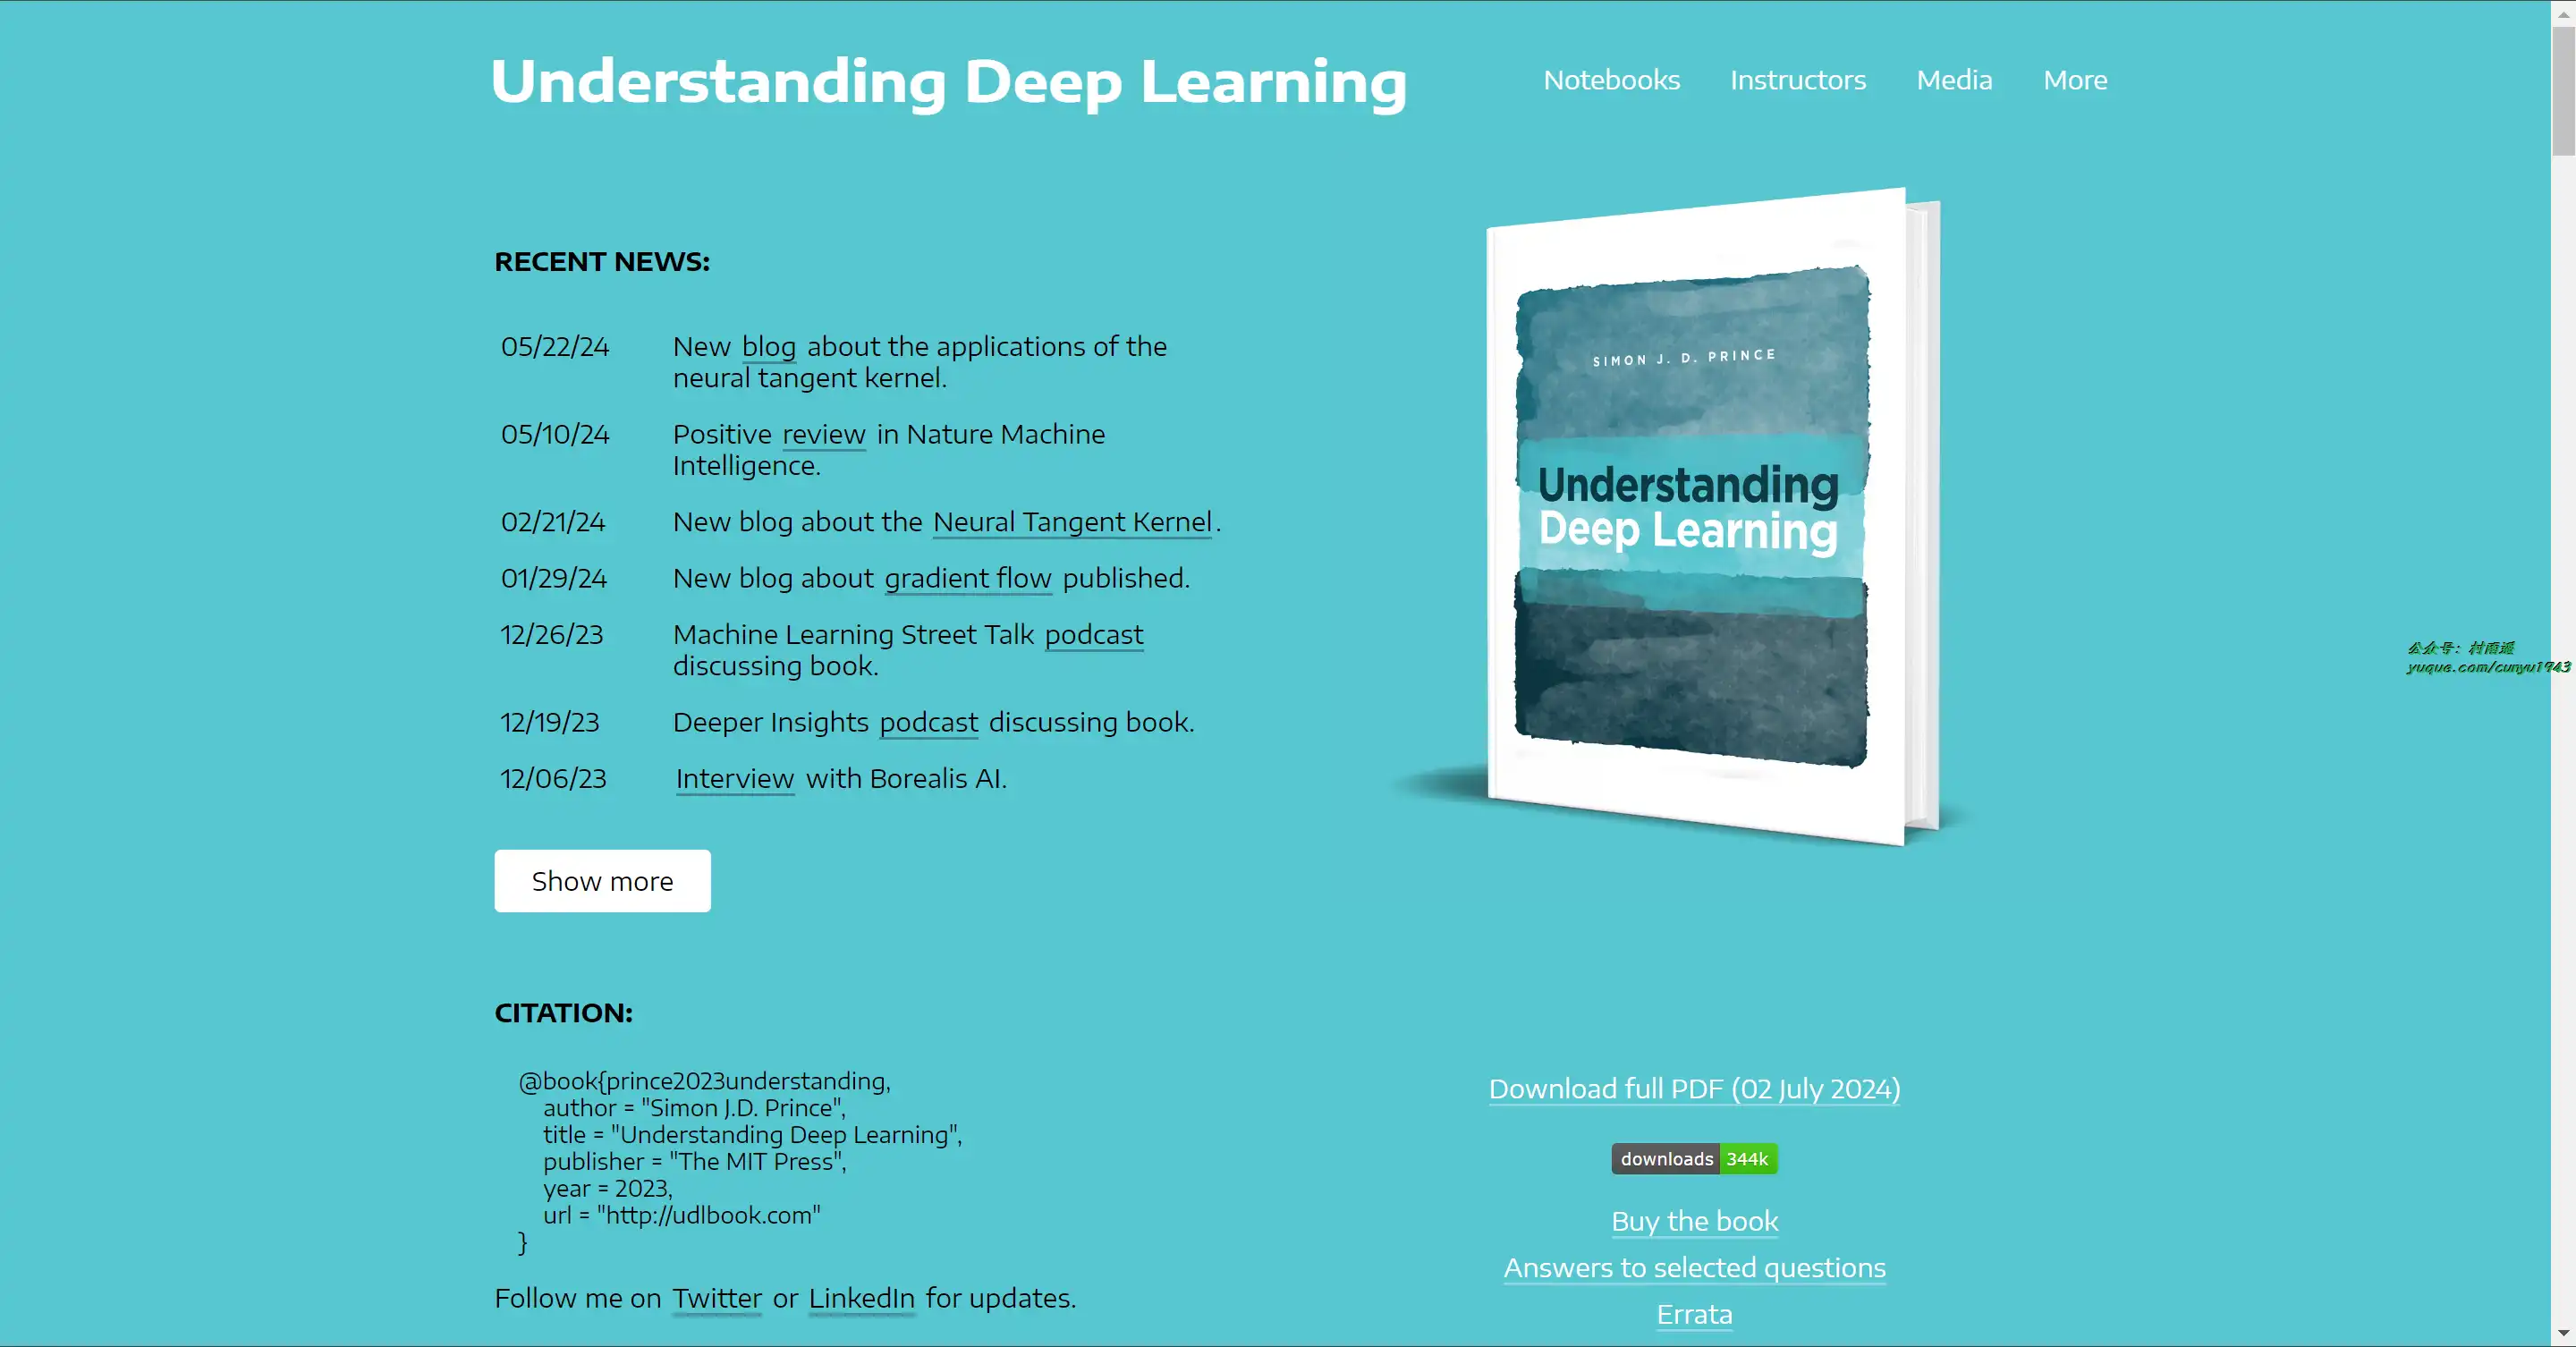 Understanding Deep Learning
Notebooks Instructors Media More
RECENT NEWS:
05/22/24 New blog about the applications of the
neural tangent kernel.
05/10/24 Positive review in Nature Machine
Intelligence.
02/21/24 New blog about the Neural Tangent Kernel.
01/29/24 New blog about gradient flow published.
12/26/23 Machine Learning Street Talk podcast
discussing book.
12/19/23 Deeper Insights podcast discussing book.
12/06/23 Interview with Borealis AI.
Show more
SIMON J. D. PRINCE
Understanding
Deep Learning
公众号：村雨遥
yuque.com/cunyu1943
CITATION:
@book{prince2023understanding,
author = "Simon J.D. Prince",
title = "Understanding Deep Learning",
publisher = "The MIT Press",
year = 2023,
url = "http://udlbook.com"
}
Follow me on Twitter or LinkedIn for updates.
Download full PDF (02 July 2024)
downloads 344k
Buy the book
Answers to selected questions
Errata